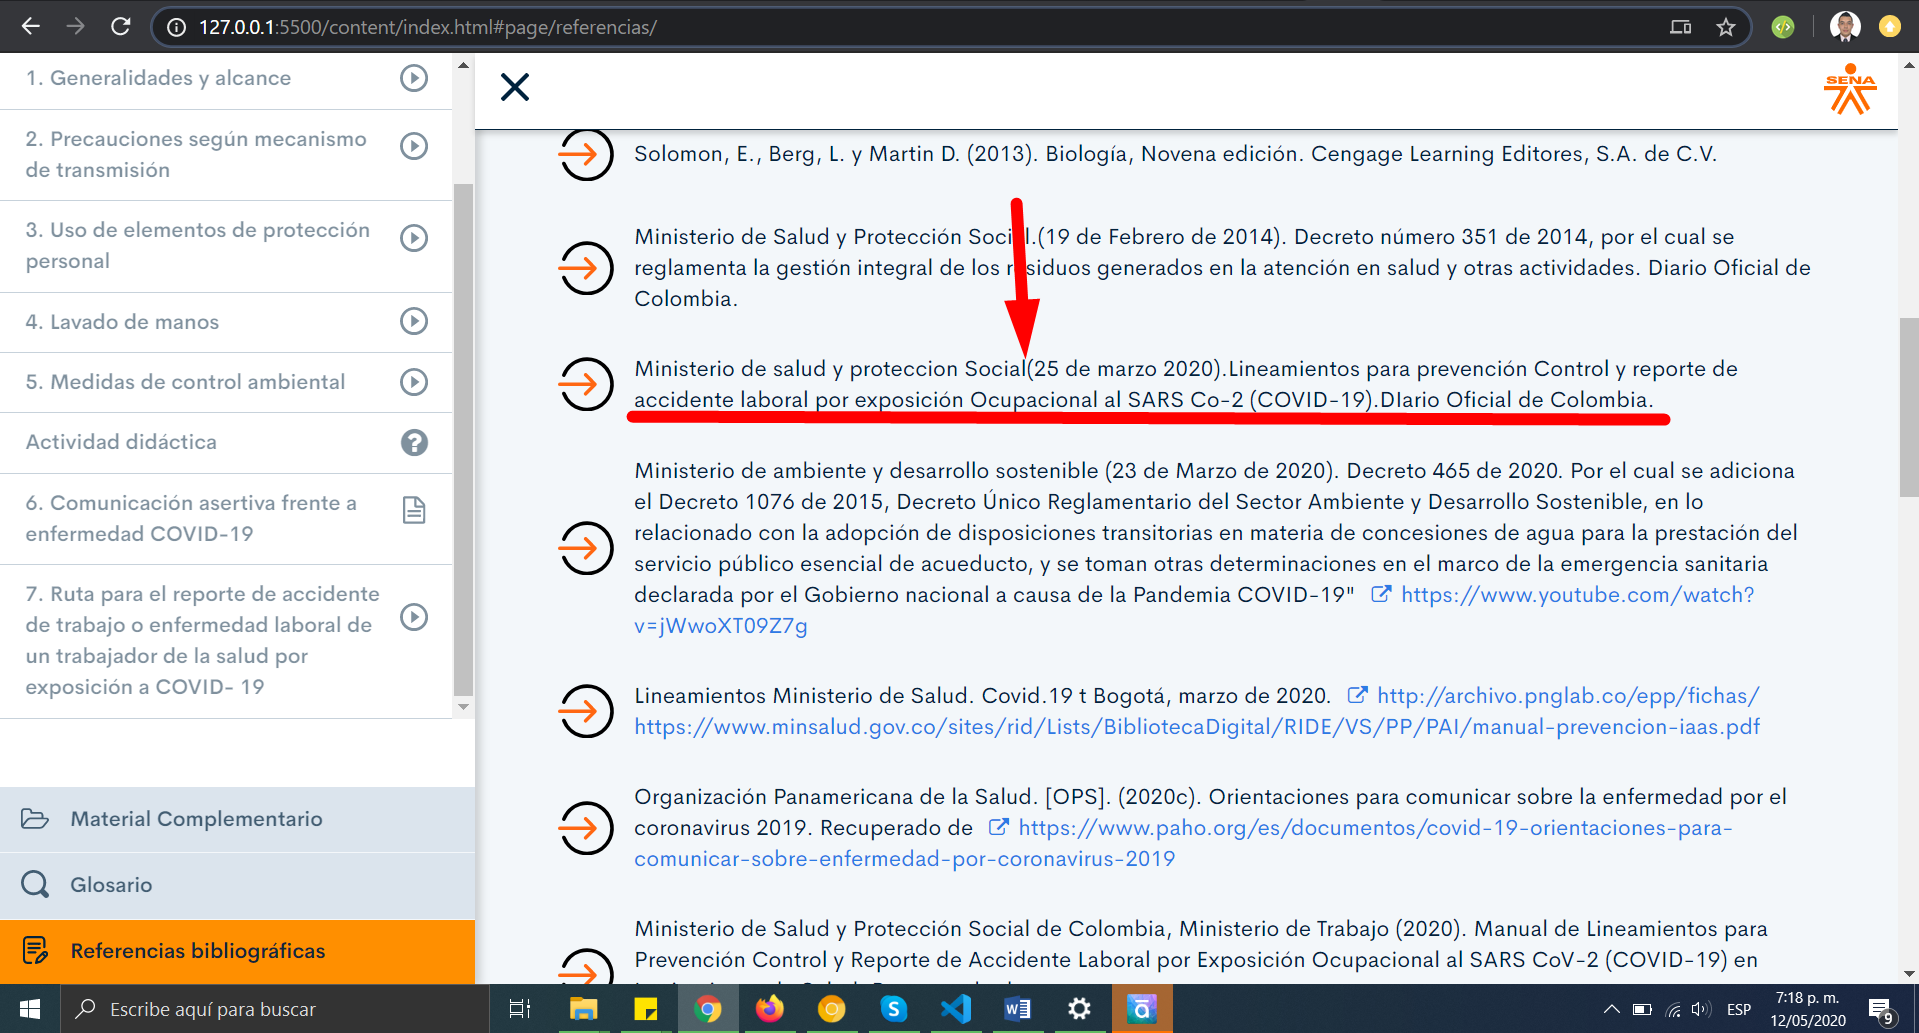 127.0.0.1:5500/content/index.html#page/referencias/
1. Generalidades y alcance
2. Precauciones según mecanismo
de transmisión
3. Uso de elementos de protección
personal
4. Lavado de manos
5. Medidas de control ambiental
Actividad didáctica
6. Comunicación asertiva frente a
enfermedad COVID-19
7. Ruta para el reporte de accidente
de trabajo o enfermedad laboral de
un trabajador de la salud por
exposición a COVID- 19
Material Complementario
Glosario
Referencias bibliográficas
SENA
Solomon, E., Berg, L. y Martin D. (2013). Biología, Novena edición. Cengage Learning Editores, S.A. de C.V.
Ministerio de Salud y Protección Social.(19 de Febrero de 2014). Decreto número 351 de 2014, por el cual se
reglamenta la gestión integral de los residuos generados en la atención en salud y otras actividades. Diario Oficial de
Colombia.
Ministerio de salud y proteccion Social(25 de marzo 2020).Lineamientos para prevención Control y reporte de
accidente laboral por exposición Ocupacional al SARS Co-2 (COVID-19).DIario Oficial de Colombia.
Ministerio de ambiente y desarrollo sostenible (23 de Marzo de 2020). Decreto 465 de 2020. Por el cual se adiciona
el Decreto 1076 de 2015, Decreto Único Reglamentario del Sector Ambiente y Desarrollo Sostenible, en lo
relacionado con la adopción de disposiciones transitorias en materia de concesiones de agua para la prestación del
servicio público esencial de acueducto, y se toman otras determinaciones en el marco de la emergencia sanitaria
declarada por el Gobierno nacional a causa de la Pandemia COVID-19" https://www.youtube.com/watch?
v=jWwoXT09Z7g
Lineamientos Ministerio de Salud. Covid.19 t Bogotá, marzo de 2020. http://archivo.pnglab.co/epp/fichas/
https://www.minsalud.gov.co/sites/rid/Lists/BibliotecaDigital/RIDE/VS/PP/PAI/manual-prevencion-iaas.pdf
Organización Panamericana de la Salud. [OPS]. (2020c). Orientaciones para comunicar sobre la enfermedad por el
coronavirus 2019. Recuperado de https://www.paho.org/es/documentos/covid-19-orientaciones-para-
comunicar-sobre-enfermedad-por-coronavirus-2019
Ministerio de Salud y Protección Social de Colombia, Ministerio de Trabajo (2020). Manual de Lineamientos para
Prevención Control y Reporte de Accidente Laboral por Exposición Ocupacional al SARS CoV-2 (COVID-19) en
Escribe aquí para buscar
ESP
7:18 p. m.
12/05/2020
9